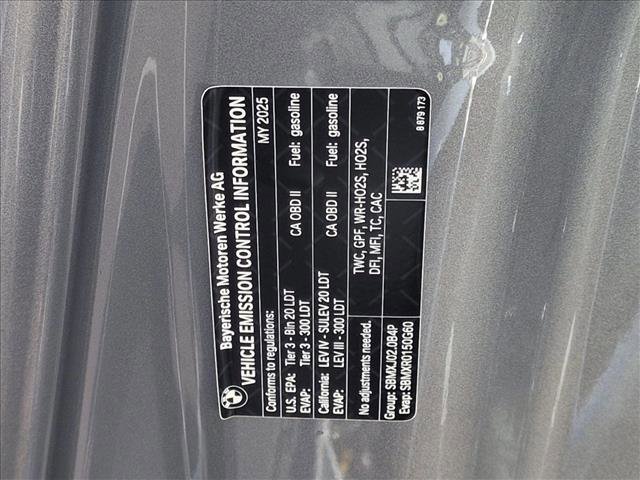 Bayerische Motoren Werke AG
VEHICLE EMISSION CONTROL INFORMATION
Conforms to regulations: MY 2025
U.S. EPA: Tier 3 - Bin 20 LDT CA OBD II Fuel: gasoline
EVAP: Tier 3 - 300 LDT
California: LEV IV - SULEV 20 LDT CA OBD II Fuel: gasoline
EVAP: LEV III - 300 LDT
No adjustments needed. TWC, GPF, WR-HO2S, HO2S,
DFI, MFI, TC, CAC
Group: SBMXJ02.0B4P
Evap: SBMXR0150G60
8 879 173